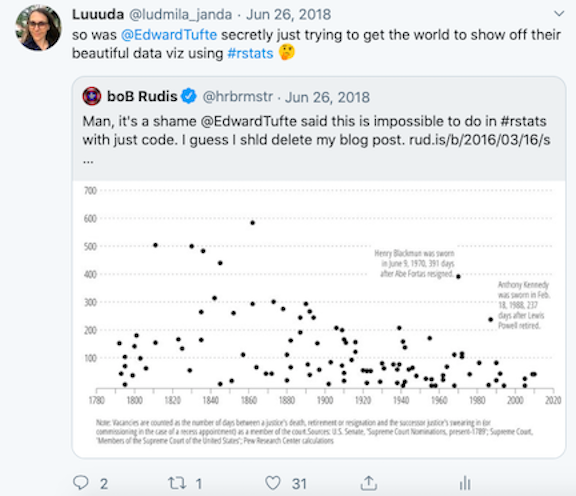 Luuuda @ludmila_janda · Jun 26, 2018
so was @EdwardTufte secretly just trying to get the world to show off their
beautiful data viz using #rstats 🤔
boB Rudis @hrbrmstr · Jun 26, 2018
Man, it's a shame @EdwardTufte said this is impossible to do in #rstats
with just code. I guess I shld delete my blog post. rud.is/b/2016/03/16/s
...
700
600
500
Henry Blackmun was sworn
in June 9, 1970, 391 days
after Abe Fortas resigned.
400
Anthony Kennedy
was sworn in Feb.
18, 1988, 237
days after Lewis
Powell retired.
300
200
100
1780 1800 1820 1840 1860 1880 1900 1920 1940 1960 1980 2000 2020
Note: Vacancies are counted as the number of days between a justice's death, retirement or resignation and the successor justice's swearing in (or
commissioning in the case of a recess appointment) as a member of the court.Sources: U.S. Senate, 'Supreme Court Nominations, present-1789'; Supreme Court,
'Members of the Supreme Court of the United States'; Pew Research Center calculations
2 1 31